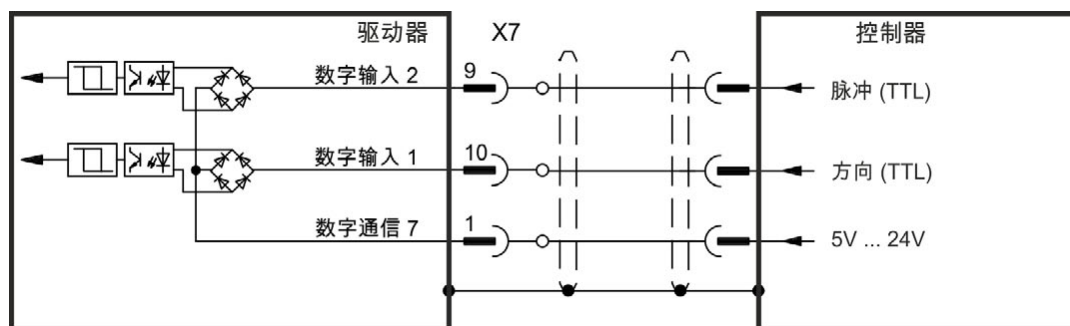 驱动器
X7
控制器
数字输入 2
9
脉冲 (TTL)
数字输入 1
10
方向 (TTL)
数字通信 7
1
5V ... 24V